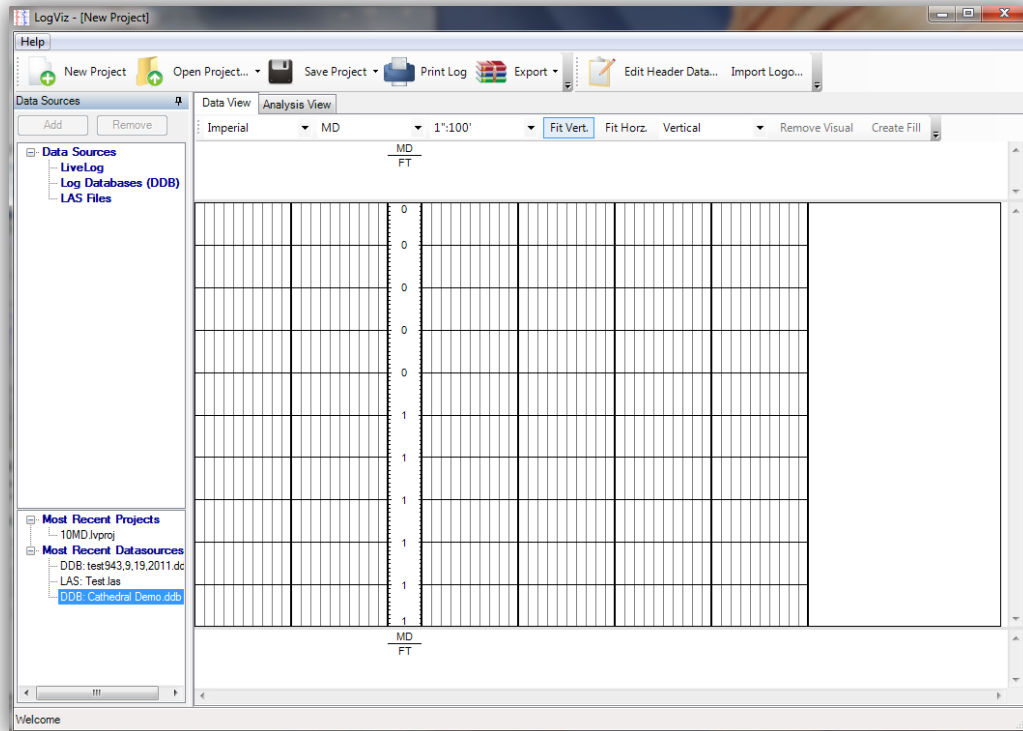 LogViz - [New Project]
Help
New Project Open Project... Save Project Print Log Export Edit Header Data... Import Logo...
Data Sources
Add Remove
Data Sources
LiveLog
Log Databases (DDB)
LAS Files
Most Recent Projects
10MD.lvproj
Most Recent Datasources
DDB: test943,9,19,2011.dc
LAS: Test.las
DDB: Cathedral Demo.ddb
Data View Analysis View
Imperial MD 1":100' Fit Vert. Fit Horz. Vertical Remove Visual Create Fill
MD
FT
0
0
0
0
0
1
1
1
1
1
1
MD
FT
Welcome